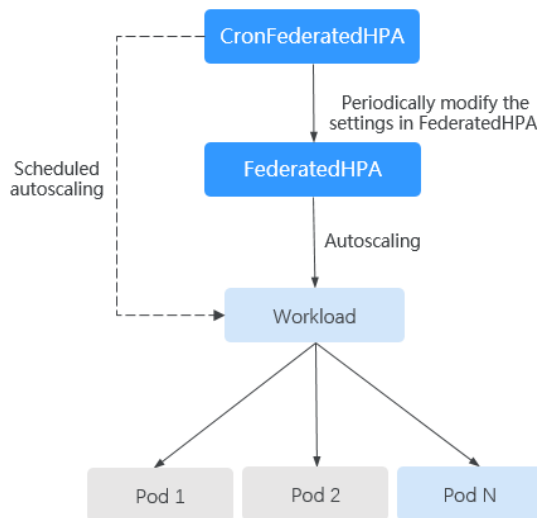 CronFederatedHPA
Periodically modify the
settings in FederatedHPA
Scheduled
autoscaling
FederatedHPA
Autoscaling
Workload
Pod 1
Pod 2
Pod N